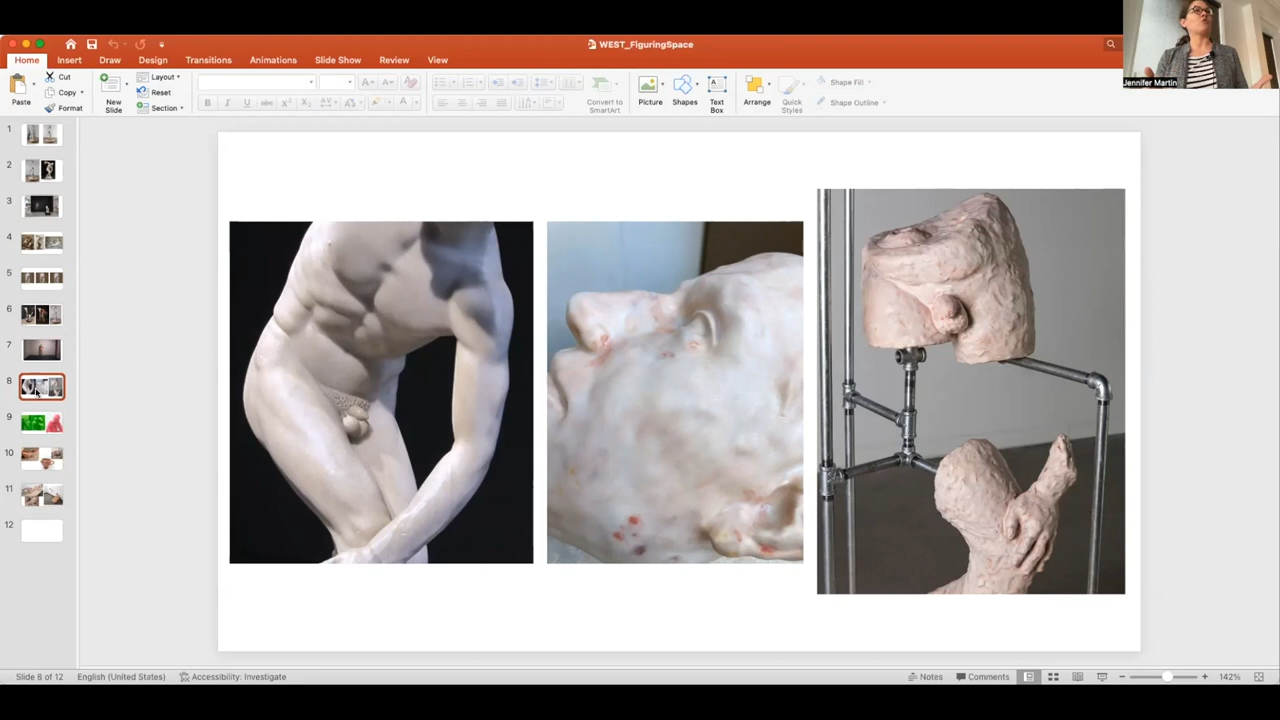 WEST_FiguringSpace
Home Insert Draw Design Transitions Animations Slide Show Review View
Paste Cut Copy Format New Slide Layout Reset Section Convert to SmartArt Picture Shapes Text Box Arrange Quick Styles Shape Fill Shape Outline
Jennifer Martin
1
2
3
4
5
6
7
8
9
10
11
12
Slide 8 of 12 English (United States) Accessibility: Investigate Notes Comments 142%